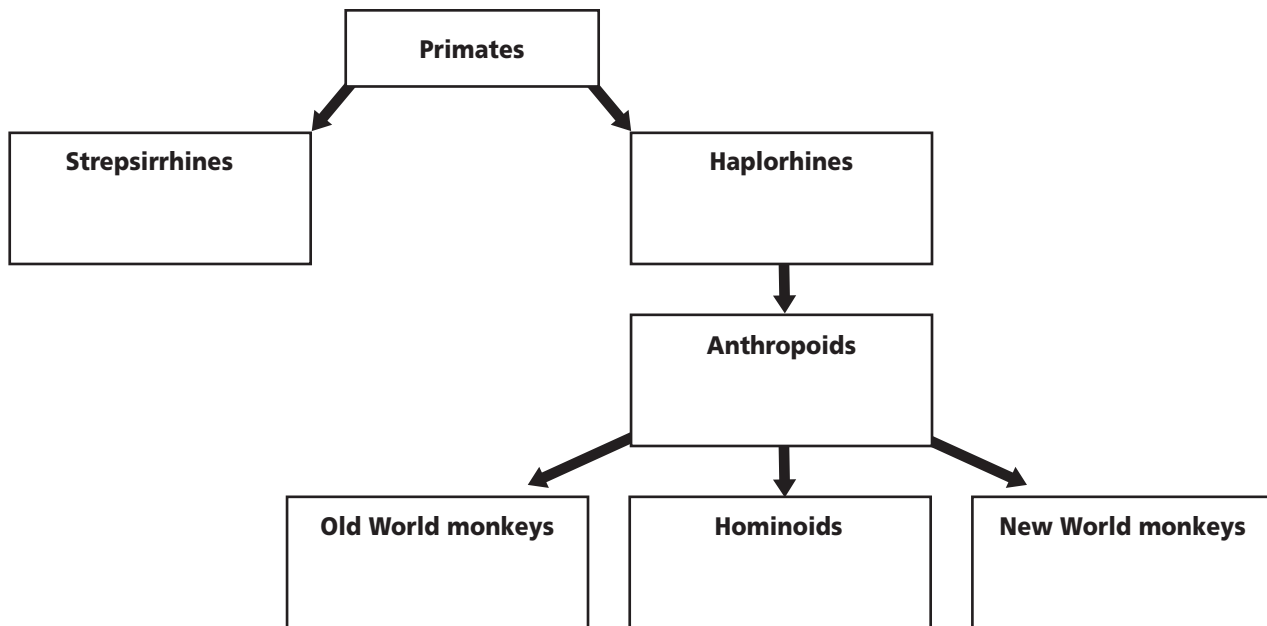 Primates
Strepsirrhines
Haplorhines
Anthropoids
Old World monkeys
Hominoids
New World monkeys